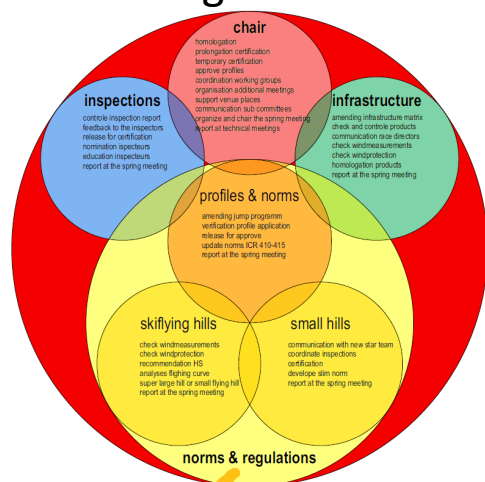 chair
homologation
prolongation certification
temporary certification
approve profiles
coordination working groups
organisation additional meetings
support venue places
communication sub committees
organize and chair the spring meeting
report at technical meetings
inspections
controle inspection report
feedback to the inspectors
release for certification
nomination ispecteurs
education inspecteurs
report at the spring meeting
infrastructure
amending infrastructure matrix
check and controle products
communication race directors
check windmeasurements
check windprotection
homologation products
report at the spring meeting
profiles & norms
amending jump programm
verification profile application
release for approve
update norms ICR 410-415
report at the spring meeting
skiflying hills
check windmeasurements
check windprotection
recommendation HS
analyses flighing curve
super large hill or small flying hill
report at the spring meeting
small hills
communication with new star team
coordinate inspections
certification
develope slim norm
report at the spring meeting
norms & regulations